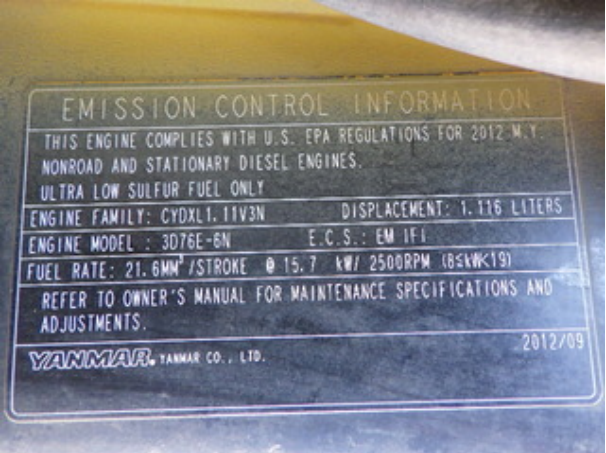 EMISSION CONTROL INFORMATION
THIS ENGINE COMPLIES WITH U.S. EPA REGULATIONS FOR 2012 M.Y.
NONROAD AND STATIONARY DIESEL ENGINES.
ULTRA LOW SULFUR FUEL ONLY
ENGINE FAMILY: CYDXL1.11V3N DISPLACEMENT: 1.116 LITERS
ENGINE MODEL : 3D76E-6N E.C.S.: EM IFI
FUEL RATE: 21.6MM³/STROKE @ 15.7 kW/ 2500RPM (8≤kW<19)
REFER TO OWNER'S MANUAL FOR MAINTENANCE SPECIFICATIONS AND
ADJUSTMENTS.
2012/09
YANMAR. YANMAR CO., LTD.